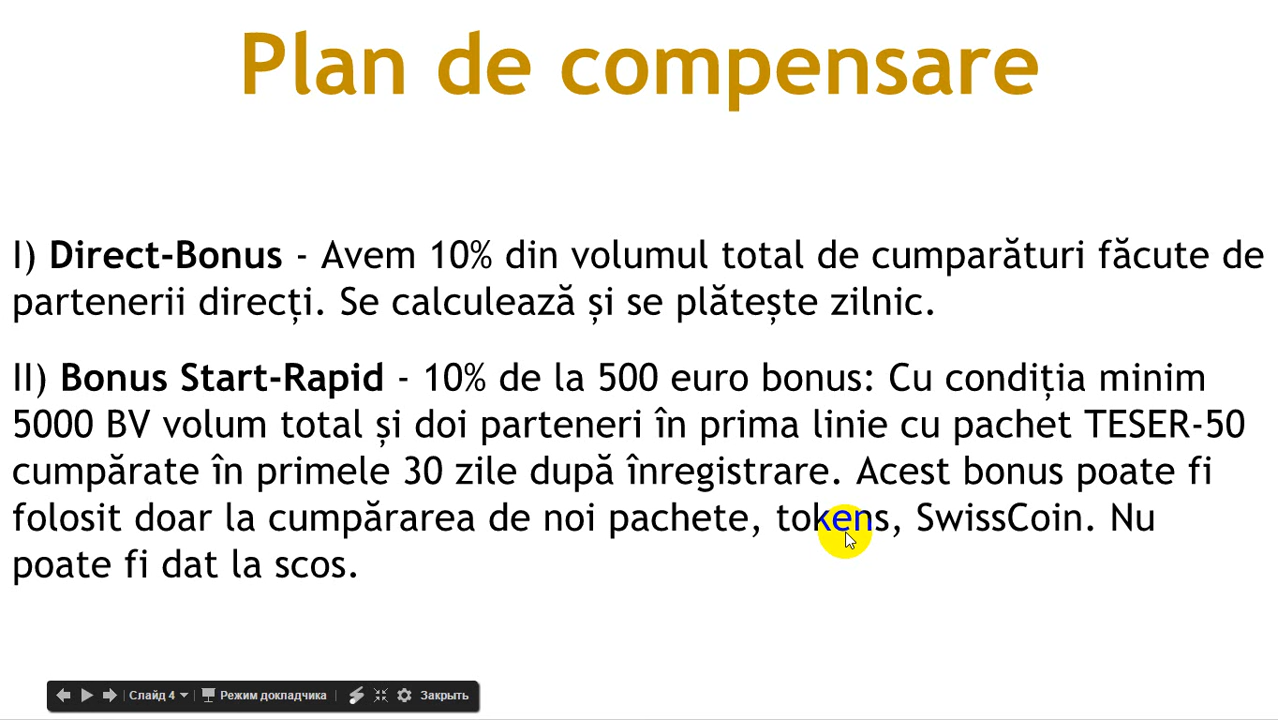 Plan de compensare
I) Direct-Bonus - Avem 10% din volumul total de cumparături făcute de
partenerii direcți. Se calculează și se plătește zilnic.
II) Bonus Start-Rapid - 10% de la 500 euro bonus: Cu condiția minim
5000 BV volum total și doi parteneri în prima linie cu pachet TESER-50
cumpărate în primele 30 zile după înregistrare. Acest bonus poate fi
folosit doar la cumpărarea de noi pachete, tokens, SwissCoin. Nu
poate fi dat la scos.
Слайд 4 Режим докладчика Закрыть